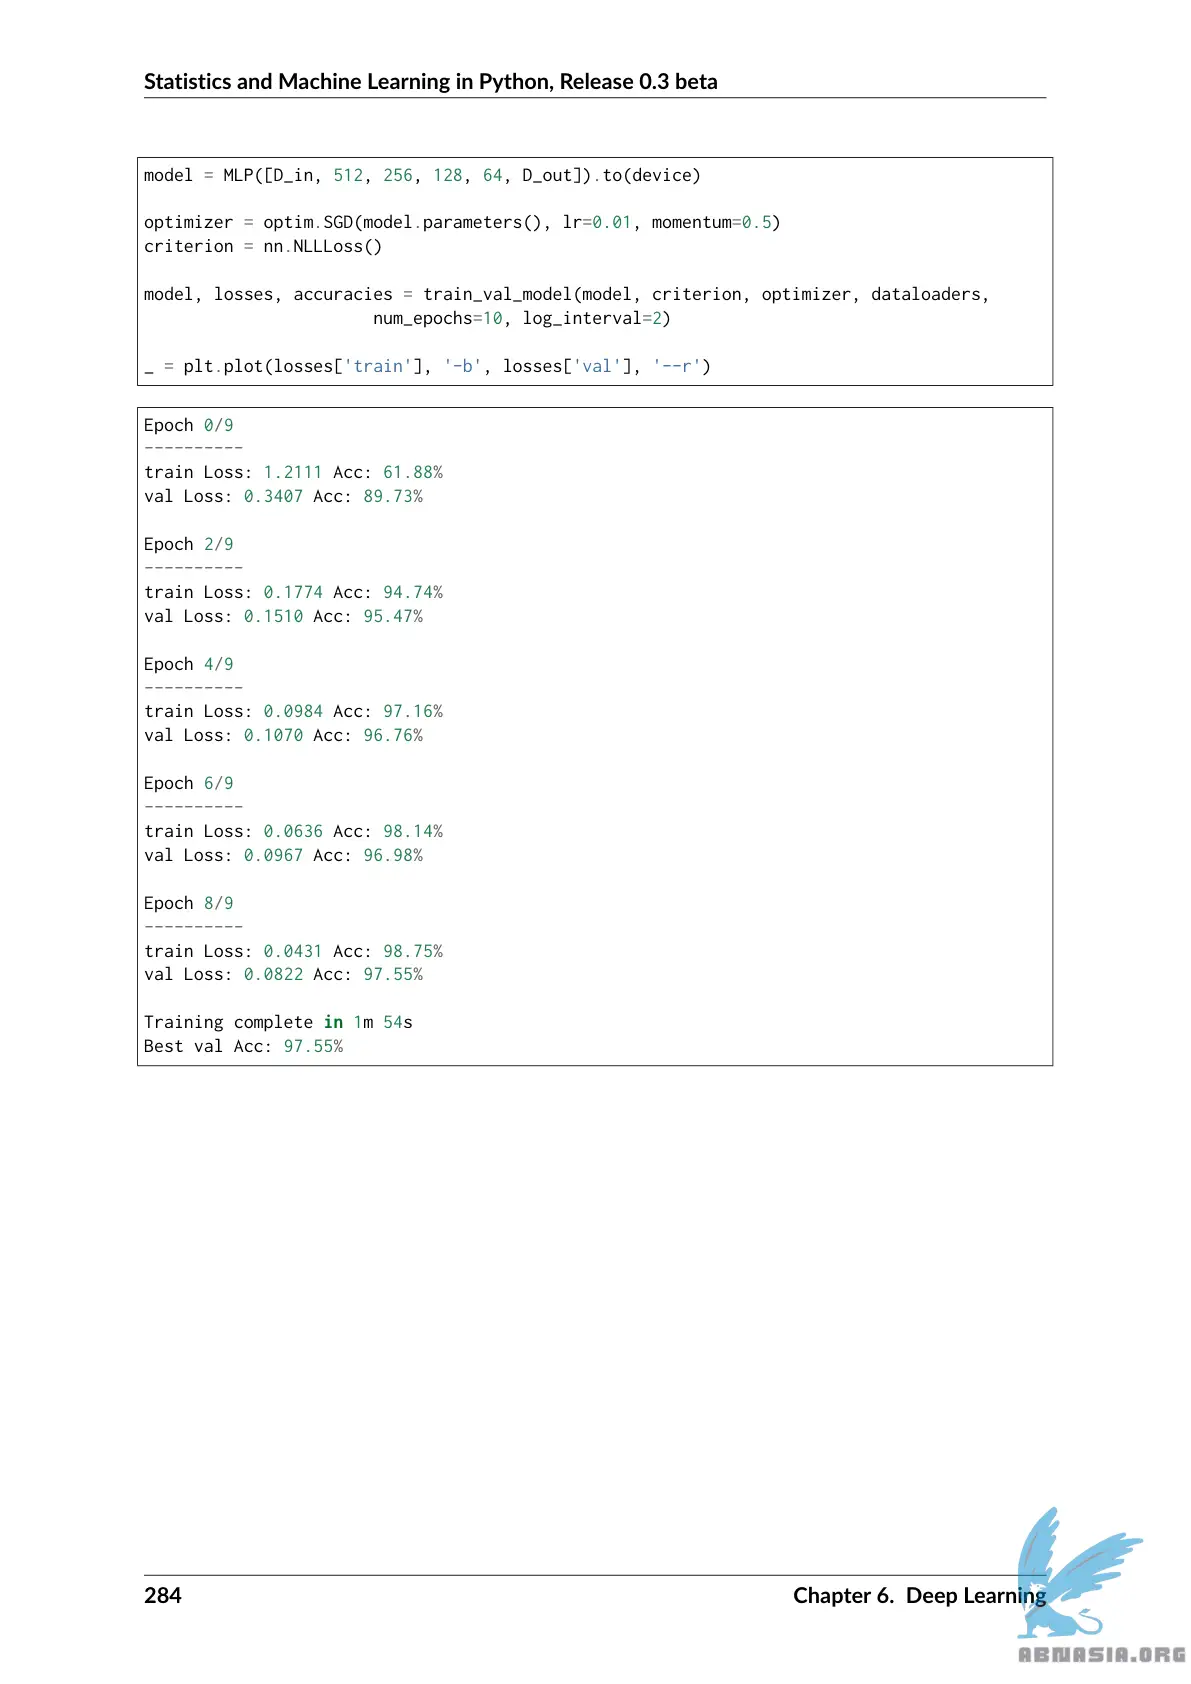 Statistics and Machine Learning in Python, Release 0.3 beta
model = MLP([D_in, 512, 256, 128, 64, D_out]).to(device)
optimizer = optim.SGD(model.parameters(), lr=0.01, momentum=0.5)
criterion = nn.NLLLoss()
model, losses, accuracies = train_val_model(model, criterion, optimizer, dataloaders,
                       num_epochs=10, log_interval=2)
_ = plt.plot(losses['train'], '-b', losses['val'], '--r')
Epoch 0/9
----------
train Loss: 1.2111 Acc: 61.88%
val Loss: 0.3407 Acc: 89.73%
Epoch 2/9
----------
train Loss: 0.1774 Acc: 94.74%
val Loss: 0.1510 Acc: 95.47%
Epoch 4/9
----------
train Loss: 0.0984 Acc: 97.16%
val Loss: 0.1070 Acc: 96.76%
Epoch 6/9
----------
train Loss: 0.0636 Acc: 98.14%
val Loss: 0.0967 Acc: 96.98%
Epoch 8/9
----------
train Loss: 0.0431 Acc: 98.75%
val Loss: 0.0822 Acc: 97.55%
Training complete in 1m 54s
Best val Acc: 97.55%
284
Chapter 6. Deep Learning
ABNASIA.ORG